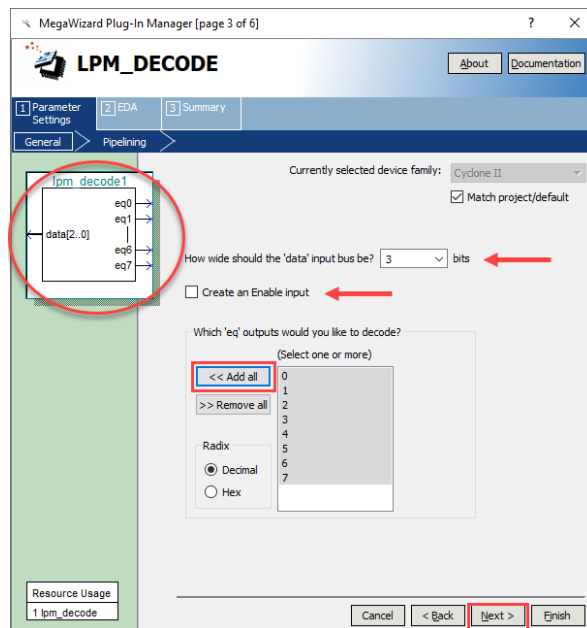 MegaWizard Plug-In Manager [page 3 of 6]
? X
LPM_DECODE
About
Documentation
1 Parameter Settings
2 EDA
3 Summary
General
Pipelining
Currently selected device family:
Cyclone II
Match project/default
lpm_decode1
eq0
eq1
data[2..0]
eq6
eq7
How wide should the 'data' input bus be?
3
bits
Create an Enable input
Which 'eq' outputs would you like to decode?
(Select one or more)
<< Add all
>> Remove all
0
1
2
3
4
5
6
7
Radix
Decimal
Hex
Resource Usage
1 lpm_decode
Cancel
< Back
Next >
Finish